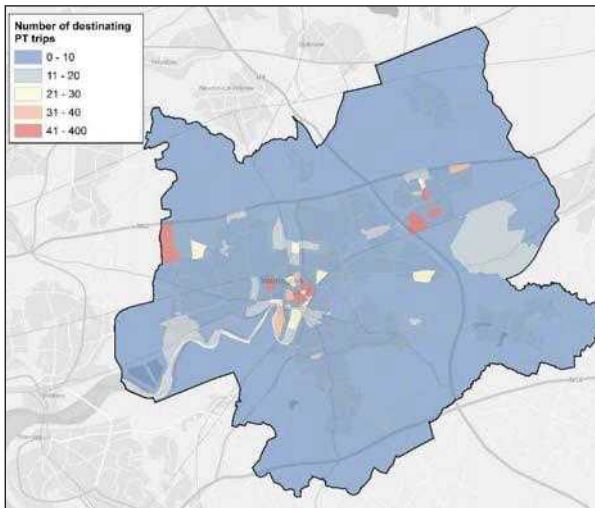 Number of destinating
PT trips
0 - 10
11 - 20
21 - 30
31 - 40
41 - 400